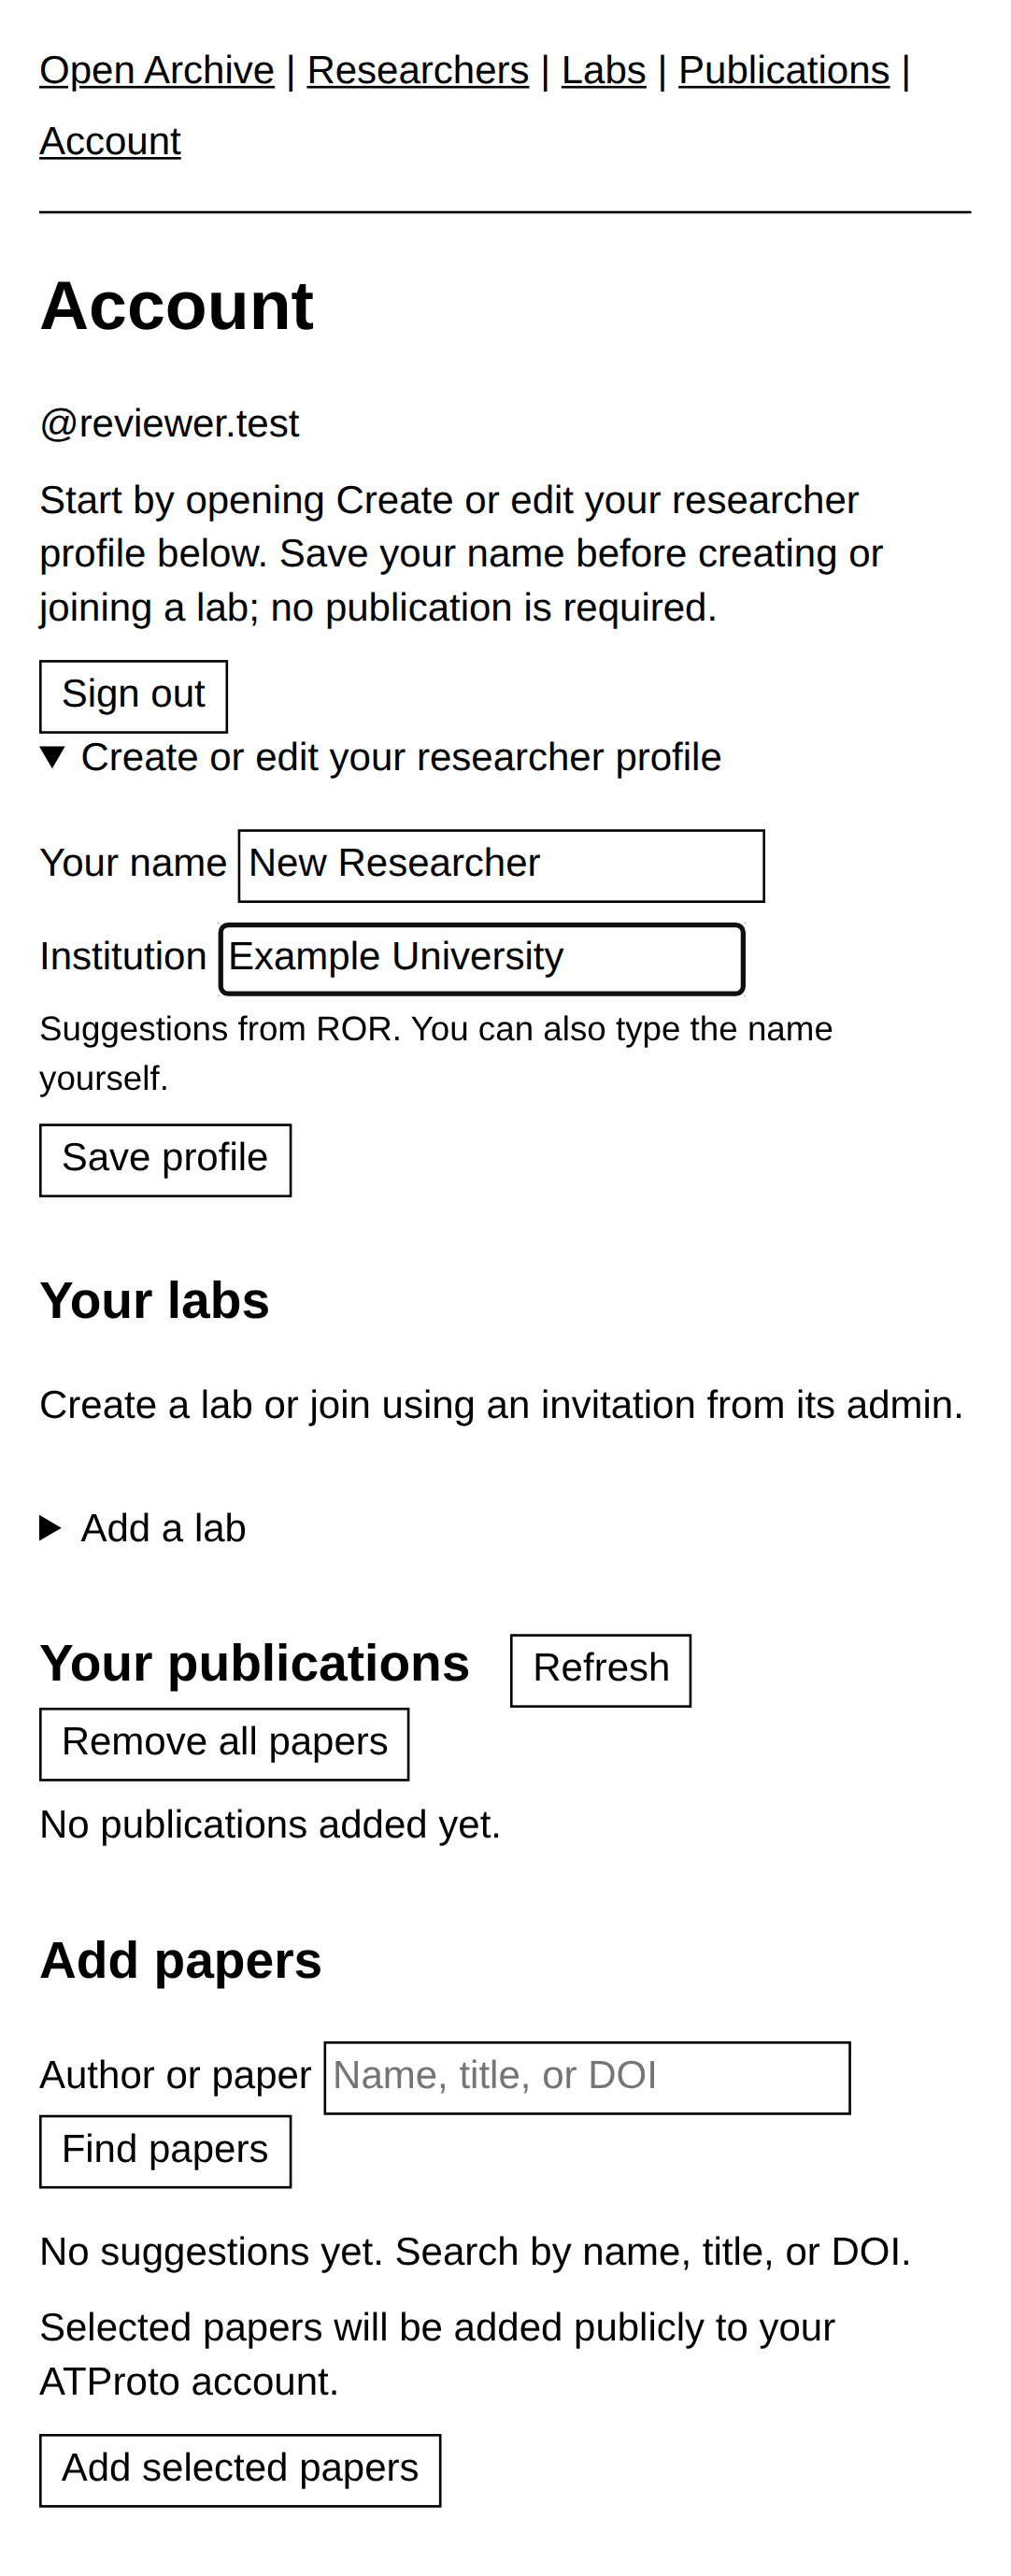 Open Archive | Researchers | Labs | Publications |
Account
Account
@reviewer.test
Start by opening Create or edit your researcher
profile below. Save your name before creating or
joining a lab; no publication is required.
Sign out
Create or edit your researcher profile
Your name New Researcher
Institution Example University
Suggestions from ROR. You can also type the name
yourself.
Save profile
Your labs
Create a lab or join using an invitation from its admin.
Add a lab
Your publications Refresh
Remove all papers
No publications added yet.
Add papers
Author or paper Name, title, or DOI
Find papers
No suggestions yet. Search by name, title, or DOI.
Selected papers will be added publicly to your
ATProto account.
Add selected papers